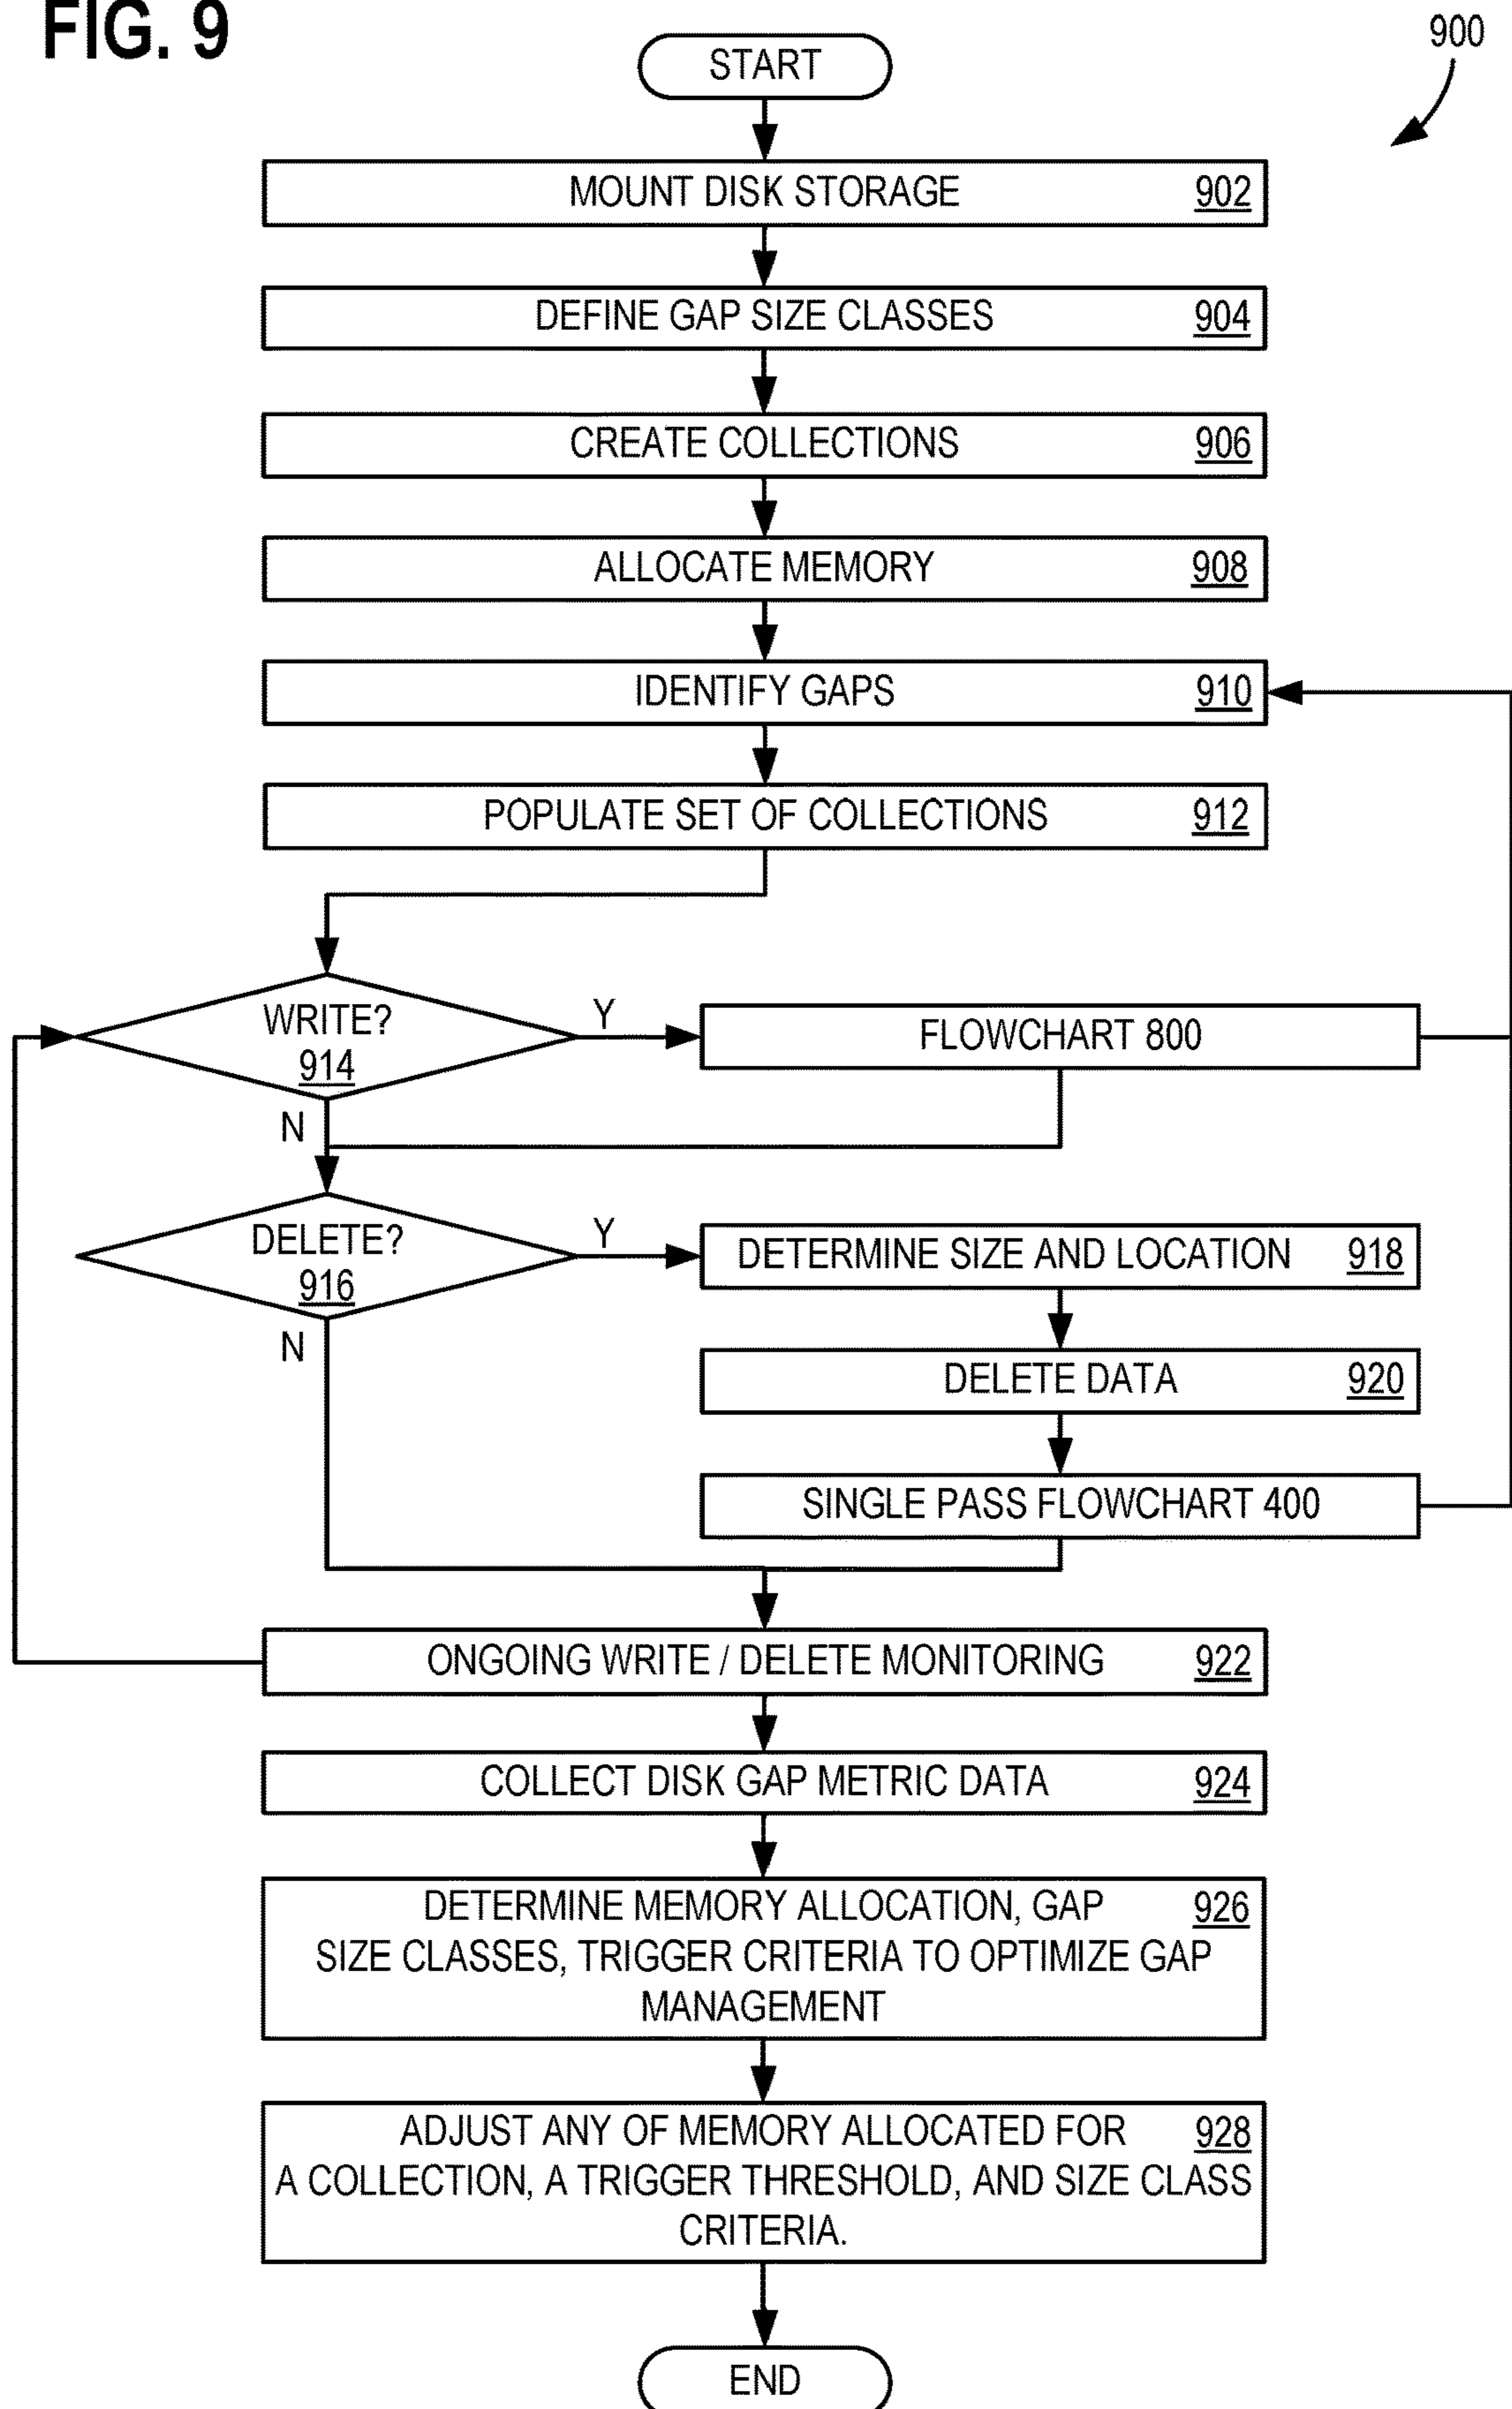 FIG. 9
900
START
MOUNT DISK STORAGE 902
DEFINE GAP SIZE CLASSES 904
CREATE COLLECTIONS 906
ALLOCATE MEMORY 908
IDENTIFY GAPS 910
POPULATE SET OF COLLECTIONS 912
WRITE?
914
Y
N
FLOWCHART 800
DELETE?
916
Y
N
DETERMINE SIZE AND LOCATION 918
DELETE DATA 920
SINGLE PASS FLOWCHART 400
ONGOING WRITE / DELETE MONITORING 922
COLLECT DISK GAP METRIC DATA 924
DETERMINE MEMORY ALLOCATION, GAP 926
SIZE CLASSES, TRIGGER CRITERIA TO OPTIMIZE GAP
MANAGEMENT
ADJUST ANY OF MEMORY ALLOCATED FOR 928
A COLLECTION, A TRIGGER THRESHOLD, AND SIZE CLASS
CRITERIA.
END